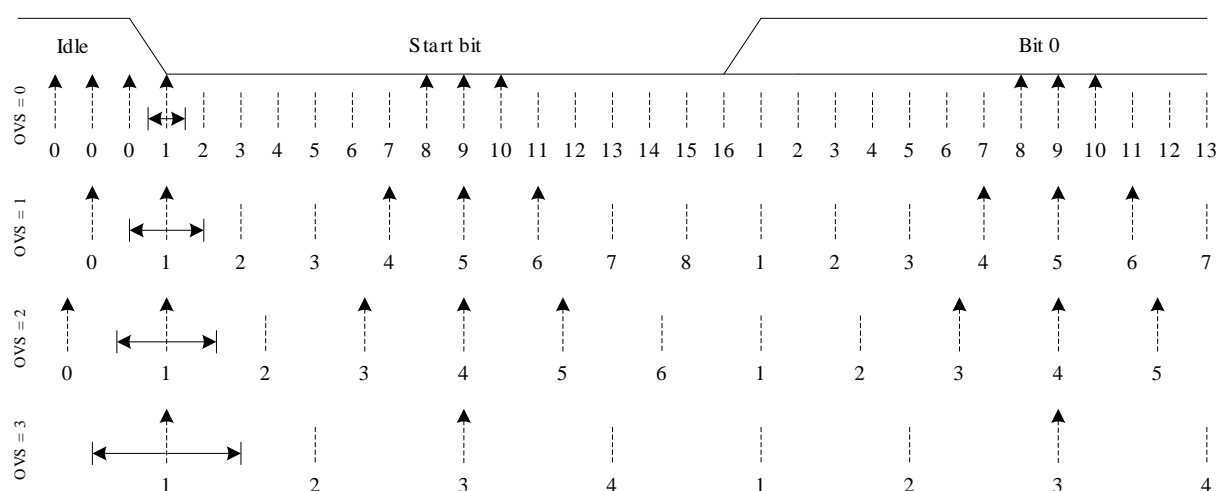 Idle Start bit Bit 0
OVS = 0
0 0 0 1 2 3 4 5 6 7 8 9 10 11 12 13 14 15 16 1 2 3 4 5 6 7 8 9 10 11 12 13
OVS = 1
0 1 2 3 4 5 6 7 8 1 2 3 4 5 6 7
OVS = 2
0 1 2 3 4 5 6 1 2 3 4 5
OVS = 3
1 2 3 4 1 2 3 4